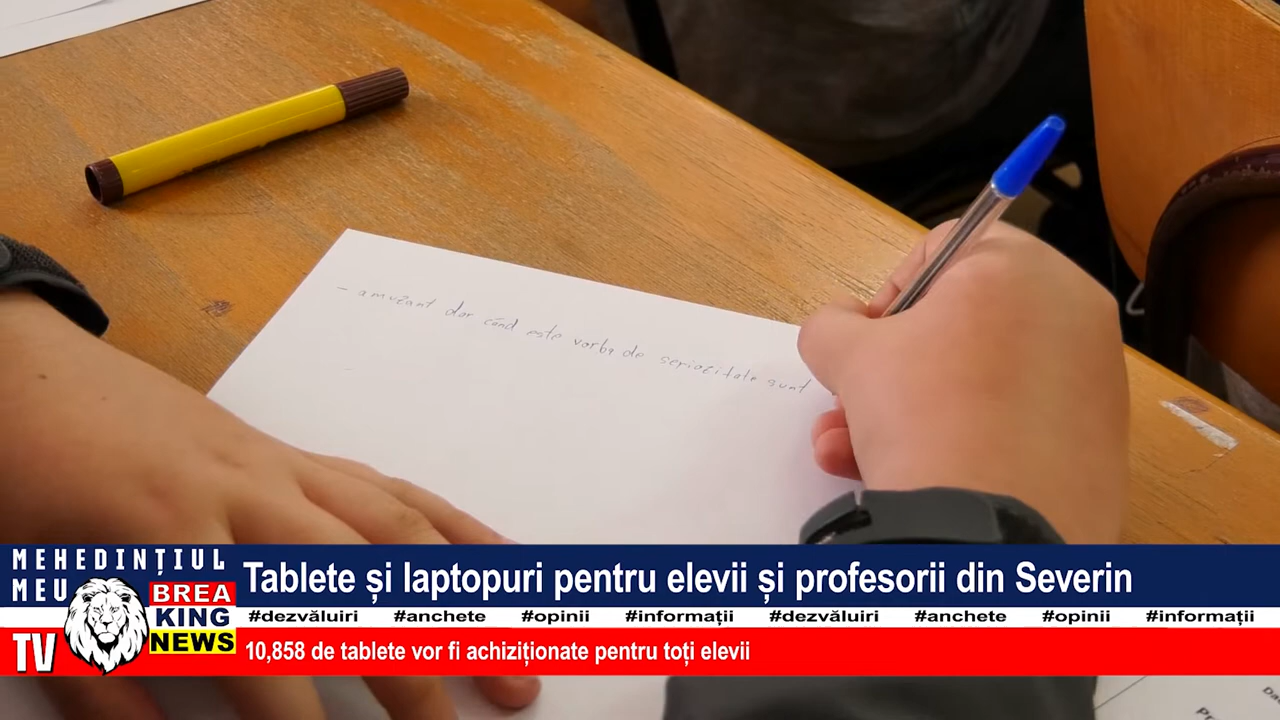 - amuzant dar când este vorba de seriozitate sunt
MEHEDINȚIUL
MEU
TV
BREA
KING
NEWS
Tablete și laptopuri pentru elevii și profesorii din Severin
#dezvăluiri #anchete #opinii #informații #dezvăluiri #anchete #opinii #informații
10,858 de tablete vor fi achiziționate pentru toți elevii